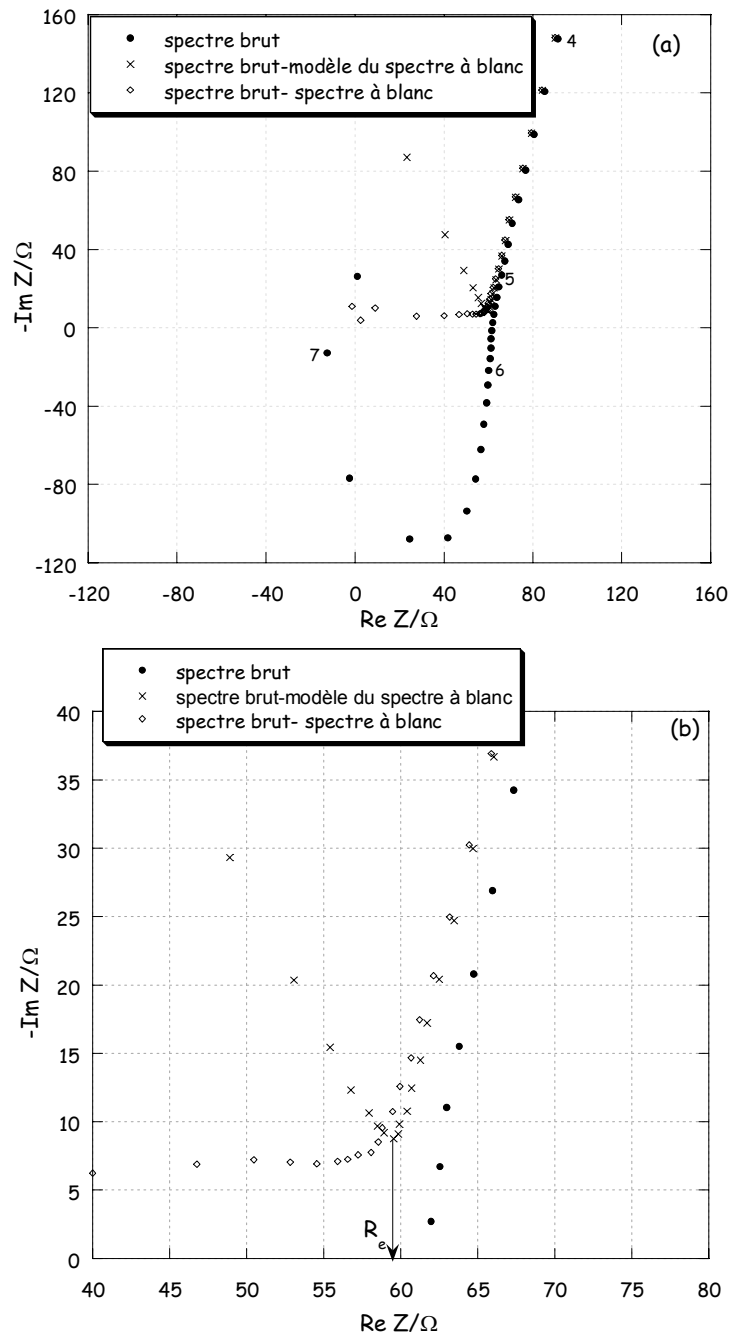 160
120
80
40
0
-40
-80
-120
-Im Z/Ω
spectre brut
spectre brut-modèle du spectre à blanc
spectre brut- spectre à blanc
(a)
4
5
6
7
-120
-80
-40
0
40
80
120
160
Re Z/Ω
spectre brut
spectre brut-modèle du spectre à blanc
spectre brut- spectre à blanc
(b)
40
35
30
25
20
15
10
5
0
-Im Z/Ω
Re
40
45
50
55
60
65
70
75
80
Re Z/Ω